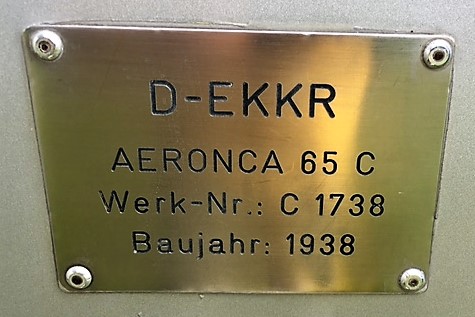 D-EKKR
AERONCA 65 C
Werk-Nr.: C 1738
Baujahr: 1938